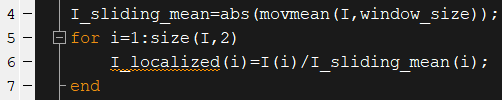 4 – I_sliding_mean=abs(movmean(I,window_size));
5 – for i=1:size(I,2)
6 – I_localized(i)=I(i)/I_sliding_mean(i);
7 – end